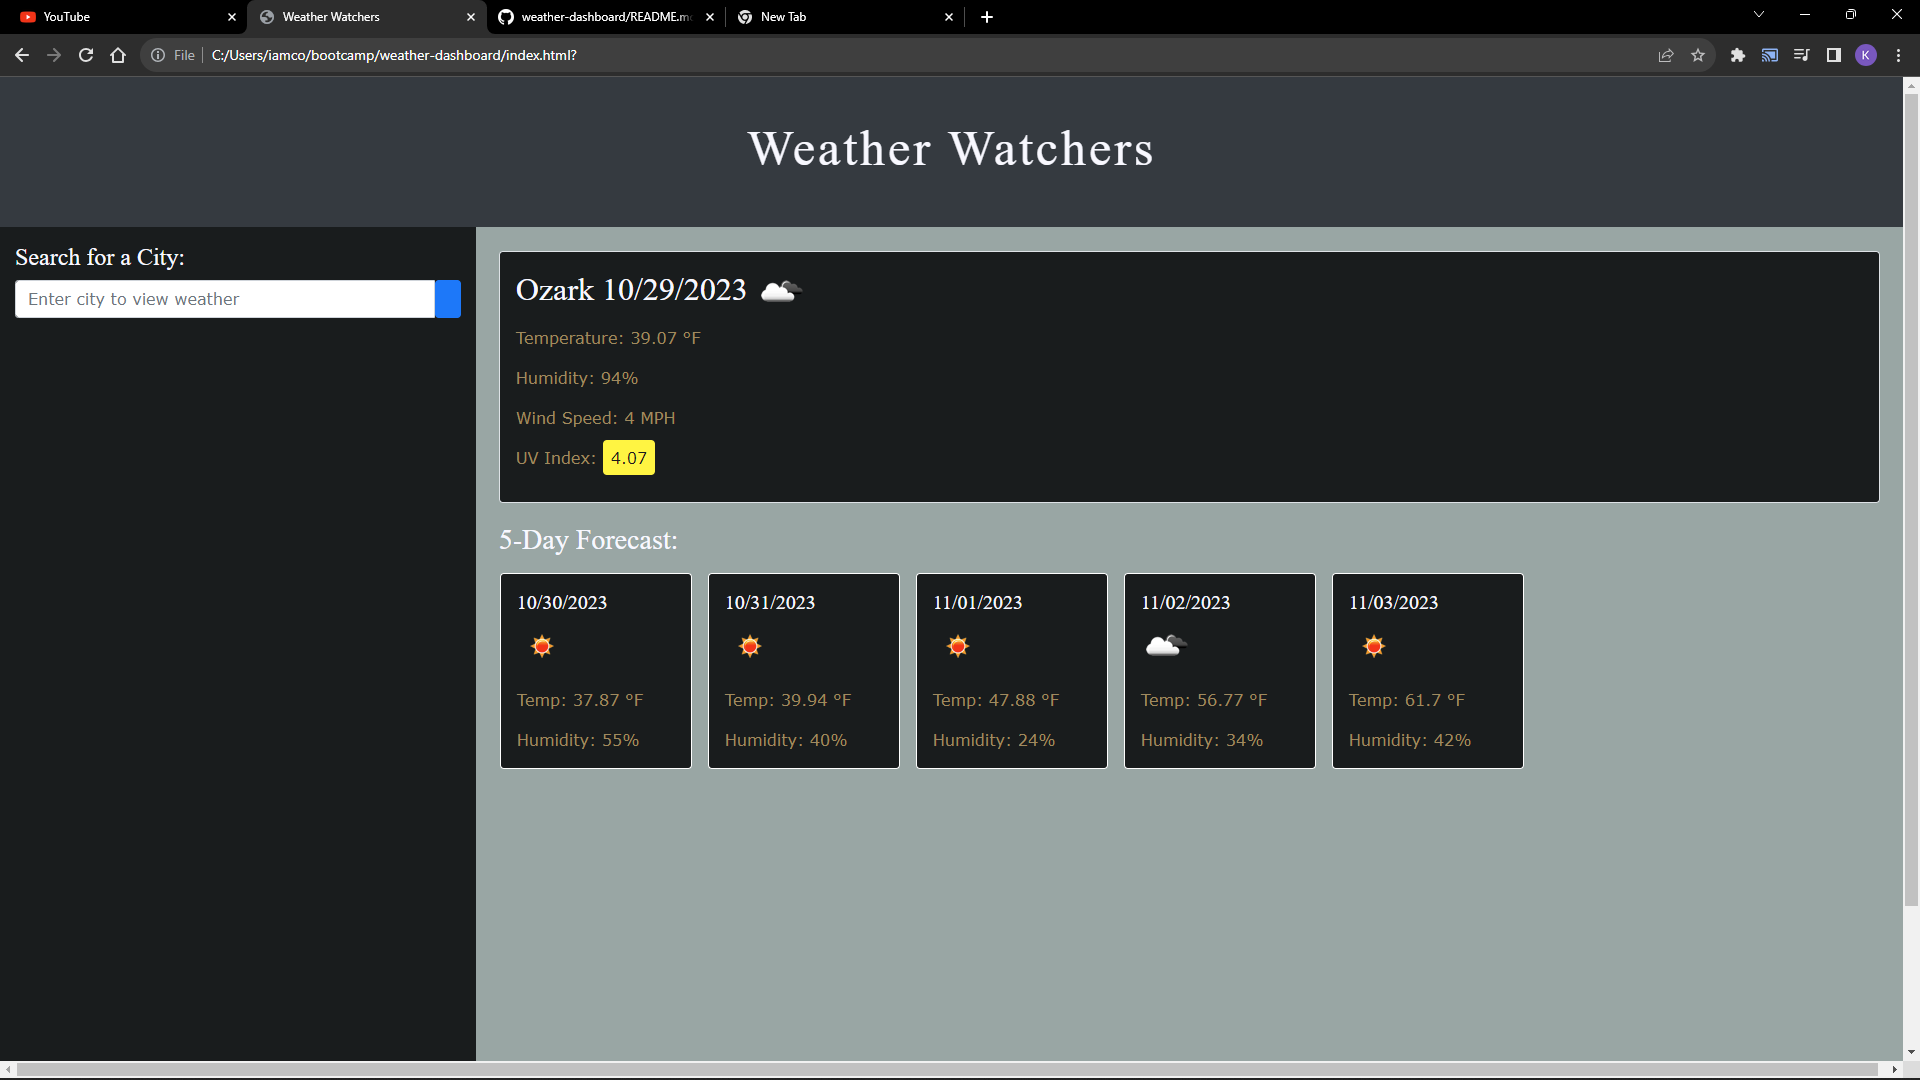 YouTube
Weather Watchers
weather-dashboard/README.m
New Tab
File
C:/Users/iamco/bootcamp/weather-dashboard/index.html?
K
Weather Watchers
Search for a City:
Enter city to view weather
Ozark 10/29/2023
Temperature: 39.07 °F
Humidity: 94%
Wind Speed: 4 MPH
UV Index: 4.07
5-Day Forecast:
10/30/2023
Temp: 37.87 °F
Humidity: 55%
10/31/2023
Temp: 39.94 °F
Humidity: 40%
11/01/2023
Temp: 47.88 °F
Humidity: 24%
11/02/2023
Temp: 56.77 °F
Humidity: 34%
11/03/2023
Temp: 61.7 °F
Humidity: 42%